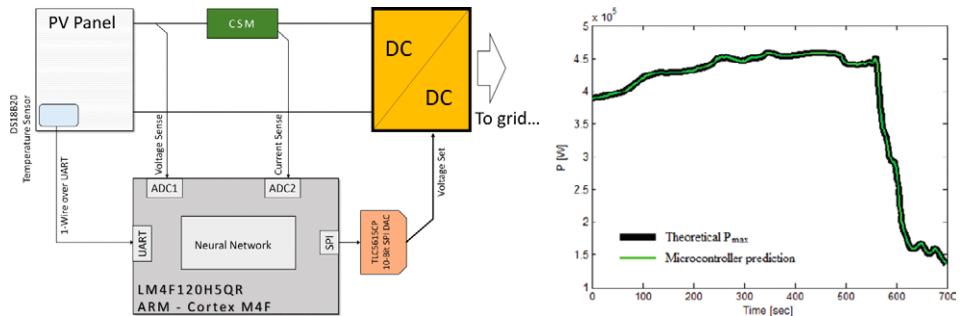 PV Panel
CSM
DC
DC
To grid...
DS18B20
Temperature Sensor
1-Wire over UART
Voltage Sense
Current Sense
Voltage Set
ADC1
ADC2
UART
Neural Network
SPI
TLC5615CP
10-Bit SPI DAC
LM4F120H5QR
ARM - Cortex M4F
x 10⁵
5
4.5
4
3.5
3
2.5
2
1.5
1
P [W]
Theoretical Pmax
Microcontroller prediction
0 100 200 300 400 500 600 700
Time [sec]